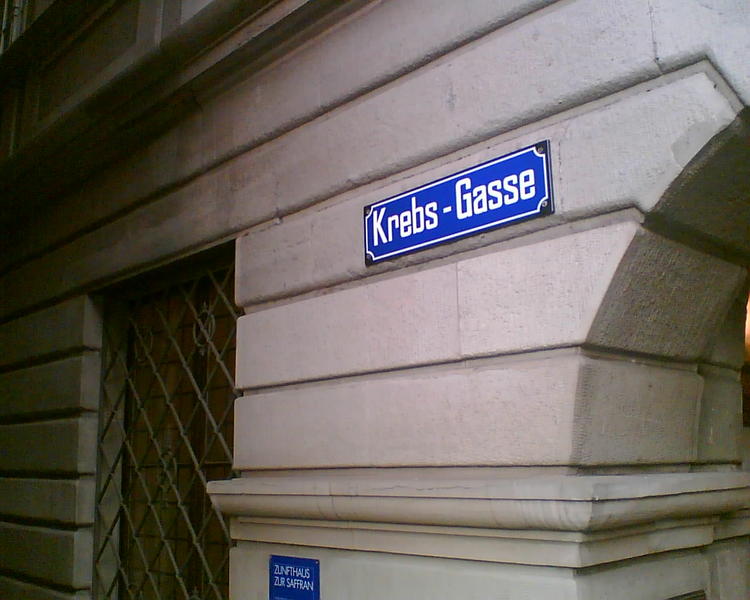 Krebs - Gasse
ZUNFTHAUS
ZUR SAFFRAN